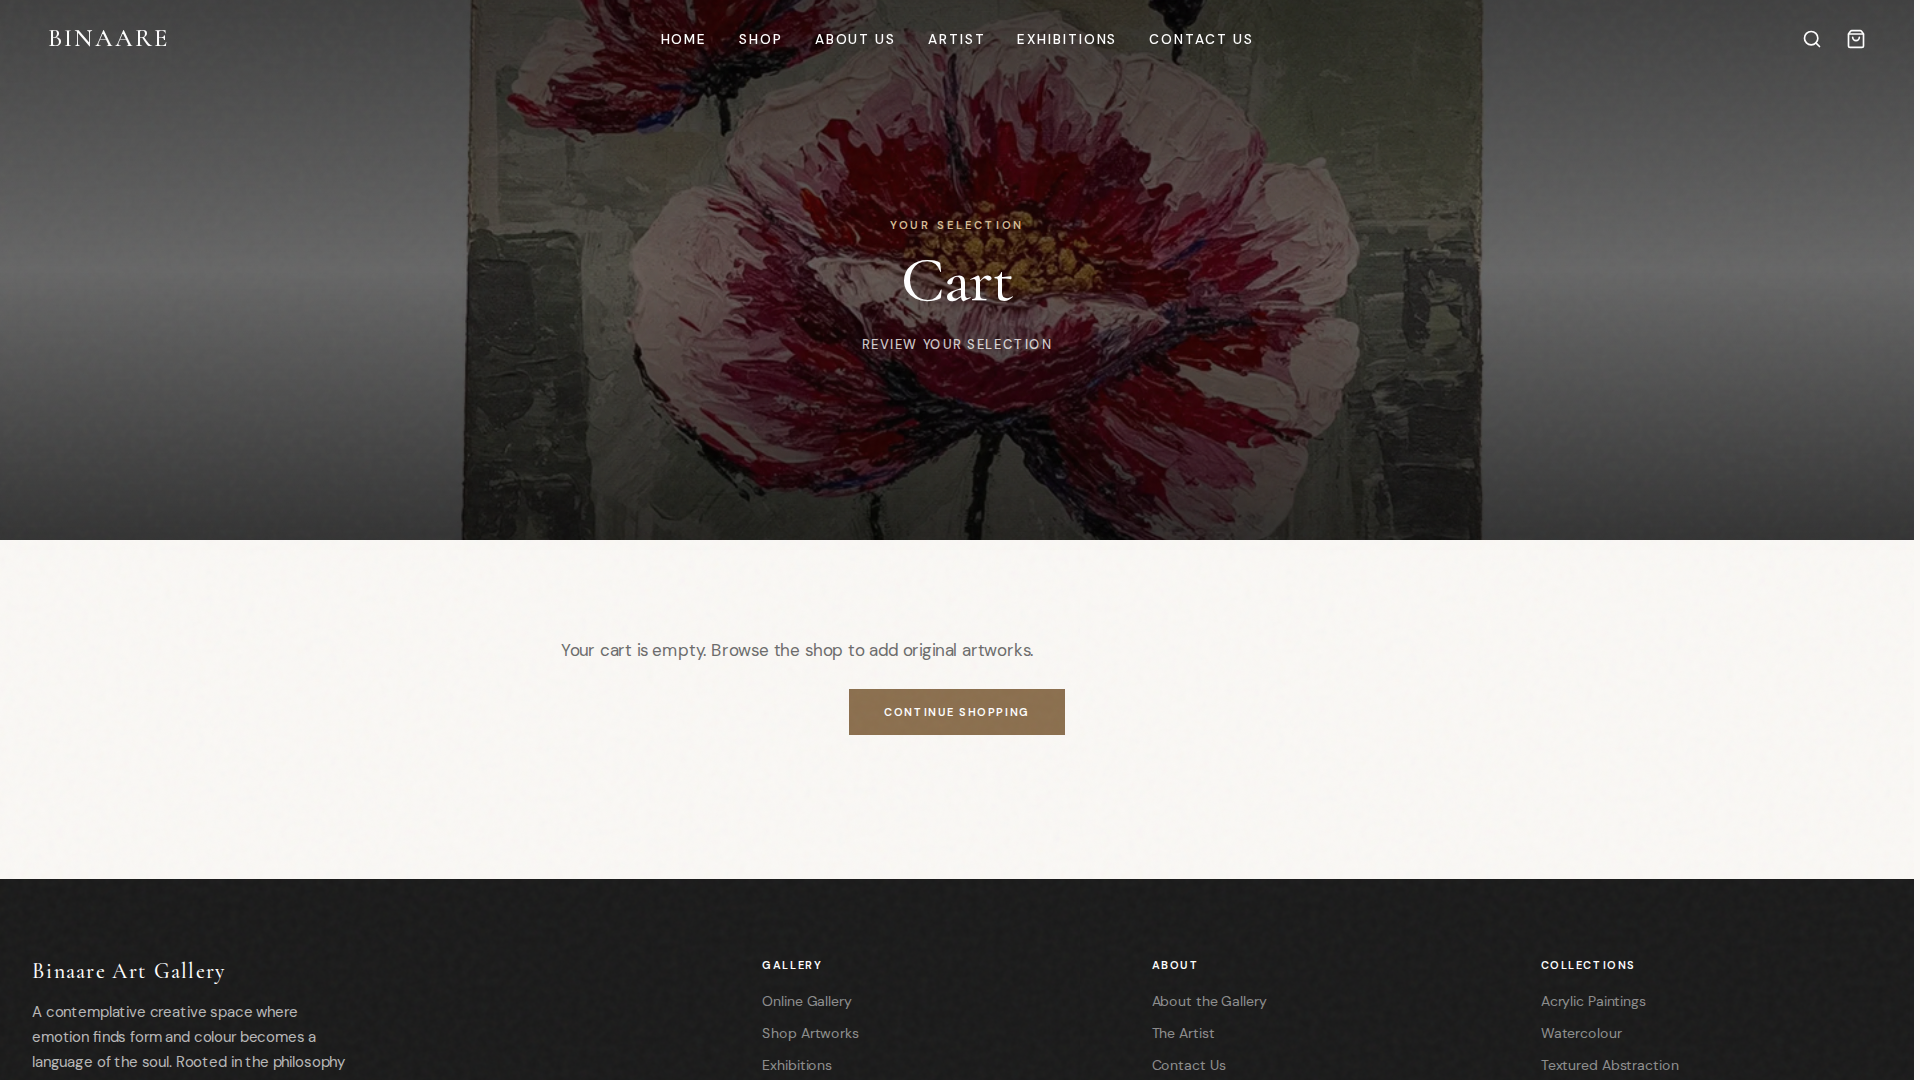 BINAARE
HOME SHOP ABOUT US ARTIST EXHIBITIONS CONTACT US
YOUR SELECTION
Cart
REVIEW YOUR SELECTION
Your cart is empty. Browse the shop to add original artworks.
CONTINUE SHOPPING
Binaare Art Gallery
A contemplative creative space where
emotion finds form and colour becomes a
language of the soul. Rooted in the philosophy
GALLERY
Online Gallery
Shop Artworks
Exhibitions
ABOUT
About the Gallery
The Artist
Contact Us
COLLECTIONS
Acrylic Paintings
Watercolour
Textured Abstraction